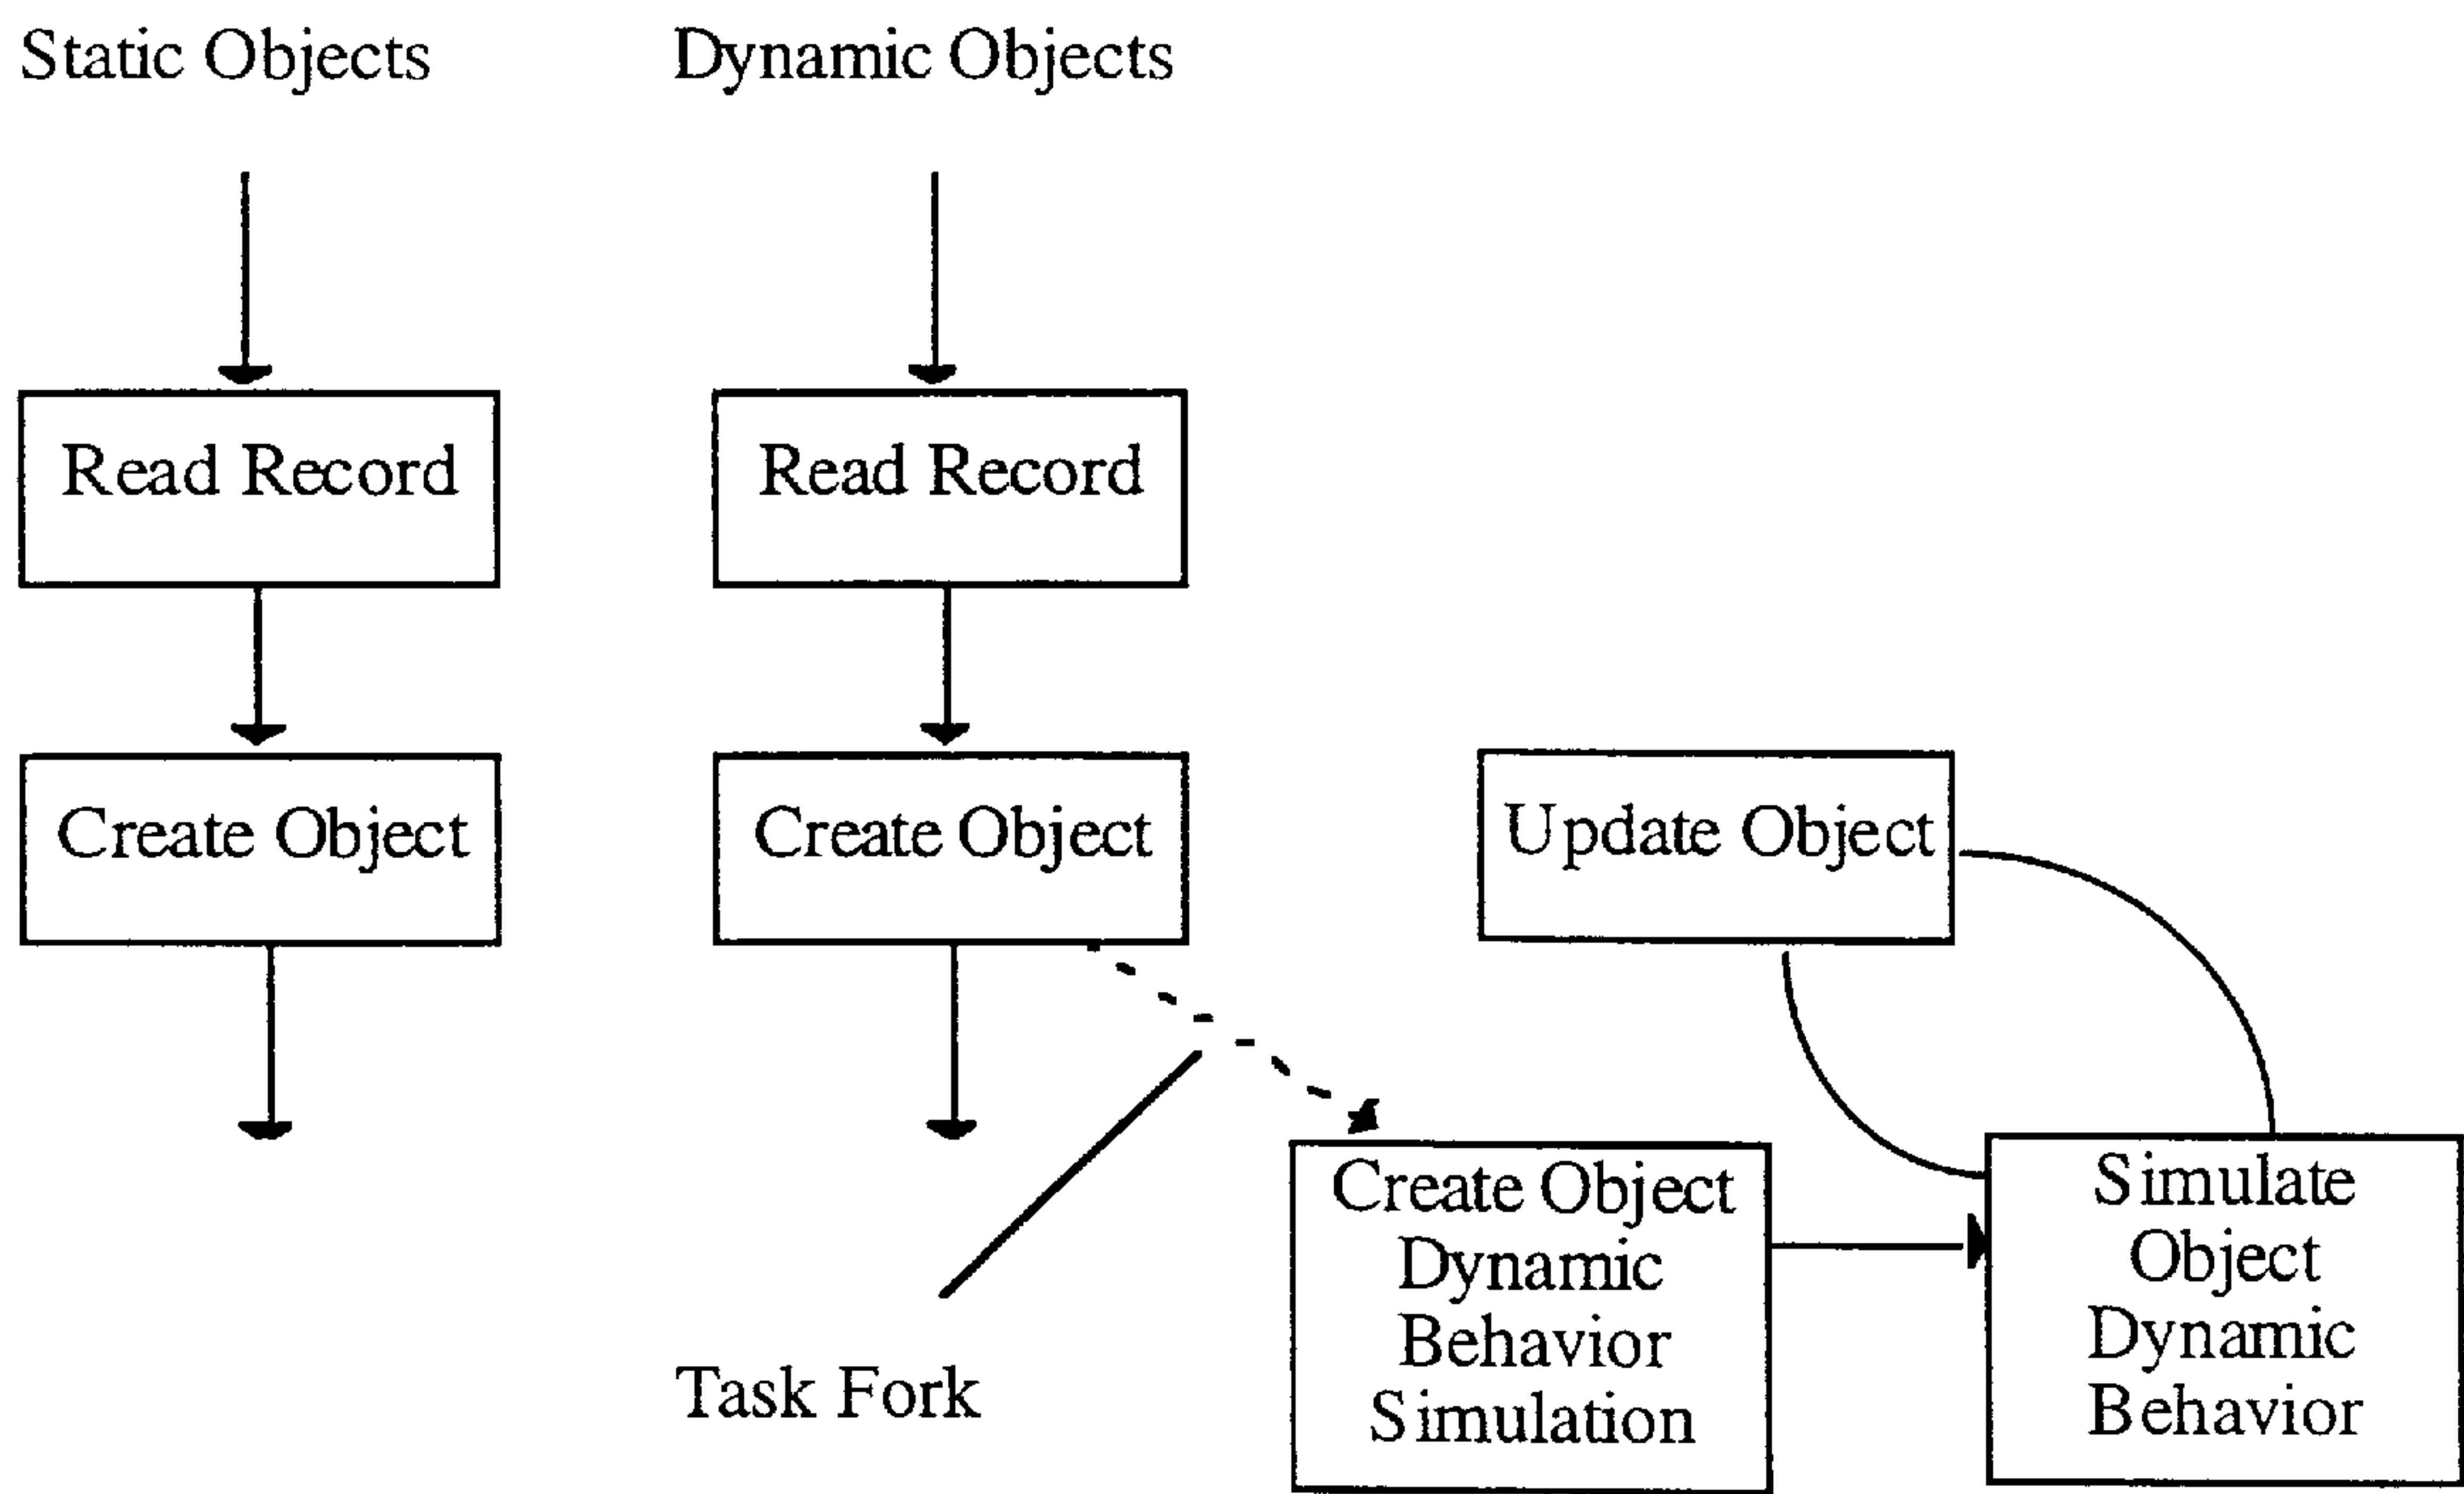 Static Objects
Dynamic Objects
Read Record
Read Record
Create Object
Create Object
Update Object
Create Object
Dynamic
Behavior
Simulation
Simulate
Object
Dynamic
Behavior
Task Fork